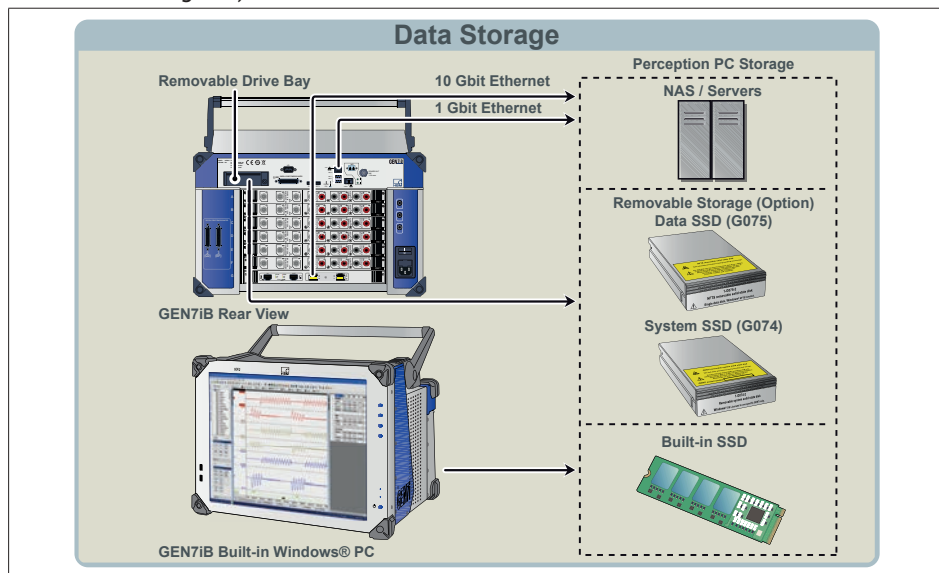 Data Storage
Removable Drive Bay
10 Gbit Ethernet
1 Gbit Ethernet
Perception PC Storage
NAS / Servers
GEN7iB
Removable Storage (Option)
Data SSD (G075)
GEN7iB Rear View
System SSD (G074)
Built-in SSD
GEN7iB Built-in Windows® PC